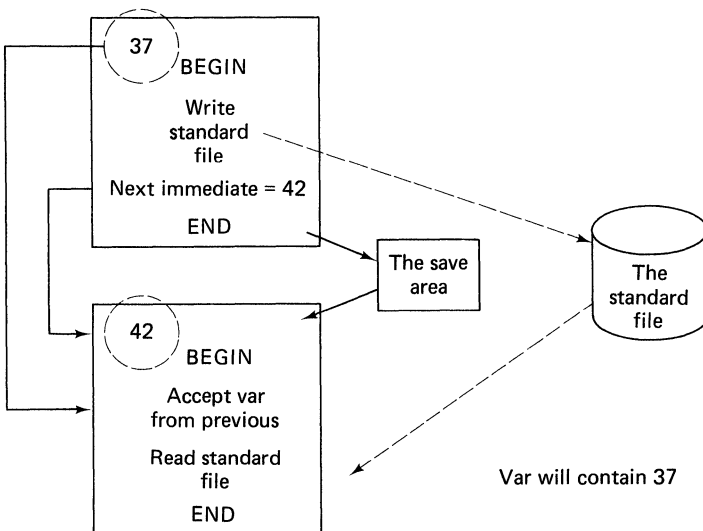 37
BEGIN
Write
standard
file
Next immediate = 42
END
The save
area
The
standard
file
42
BEGIN
Accept var
from previous
Read standard
file
END
Var will contain 37